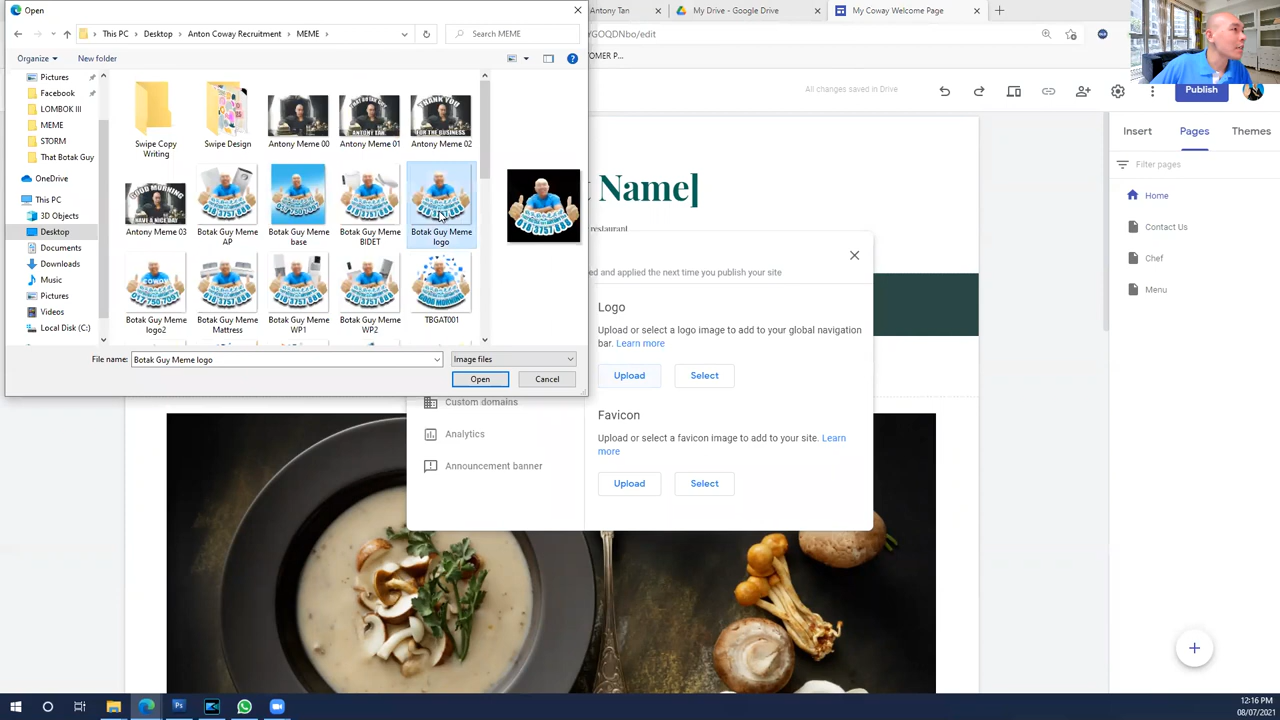 Open
Antony Tan
My Drive - Google Drive
My Coway Welcome Page
This PC
Desktop
Anton Coway Recruitment
MEME
Search MEME
/GOQDNbo/edit
Organize
New folder
TOMER P...
All changes saved in Drive
Publish
Pictures
Facebook
LOMBOK III
MEME
STORM
That Botak Guy
OneDrive
This PC
3D Objects
Desktop
Documents
Downloads
Music
Pictures
Videos
Local Disk (C:)
Swipe Copy Writing
Swipe Design
Antony Meme 00
Antony Meme 01
Antony Meme 02
Antony Meme 03
Botak Guy Meme AP
Botak Guy Meme base
Botak Guy Meme BIDET
Botak Guy Meme logo
Botak Guy Meme logo2
Botak Guy Meme Mattress
Botak Guy Meme WP1
Botak Guy Meme WP2
TBGAT001
File name:
Botak Guy Meme logo
Image files
Open
Cancel
Insert
Pages
Themes
Filter pages
Home
Contact Us
Chef
Menu
t Name
restaurant
ed and applied the next time you publish your site
Logo
Upload or select a logo image to add to your global navigation
bar. Learn more
Upload
Select
Favicon
Upload or select a favicon image to add to your site. Learn
more
Upload
Select
Custom domains
Analytics
Announcement banner
12:16 PM
08/07/2021